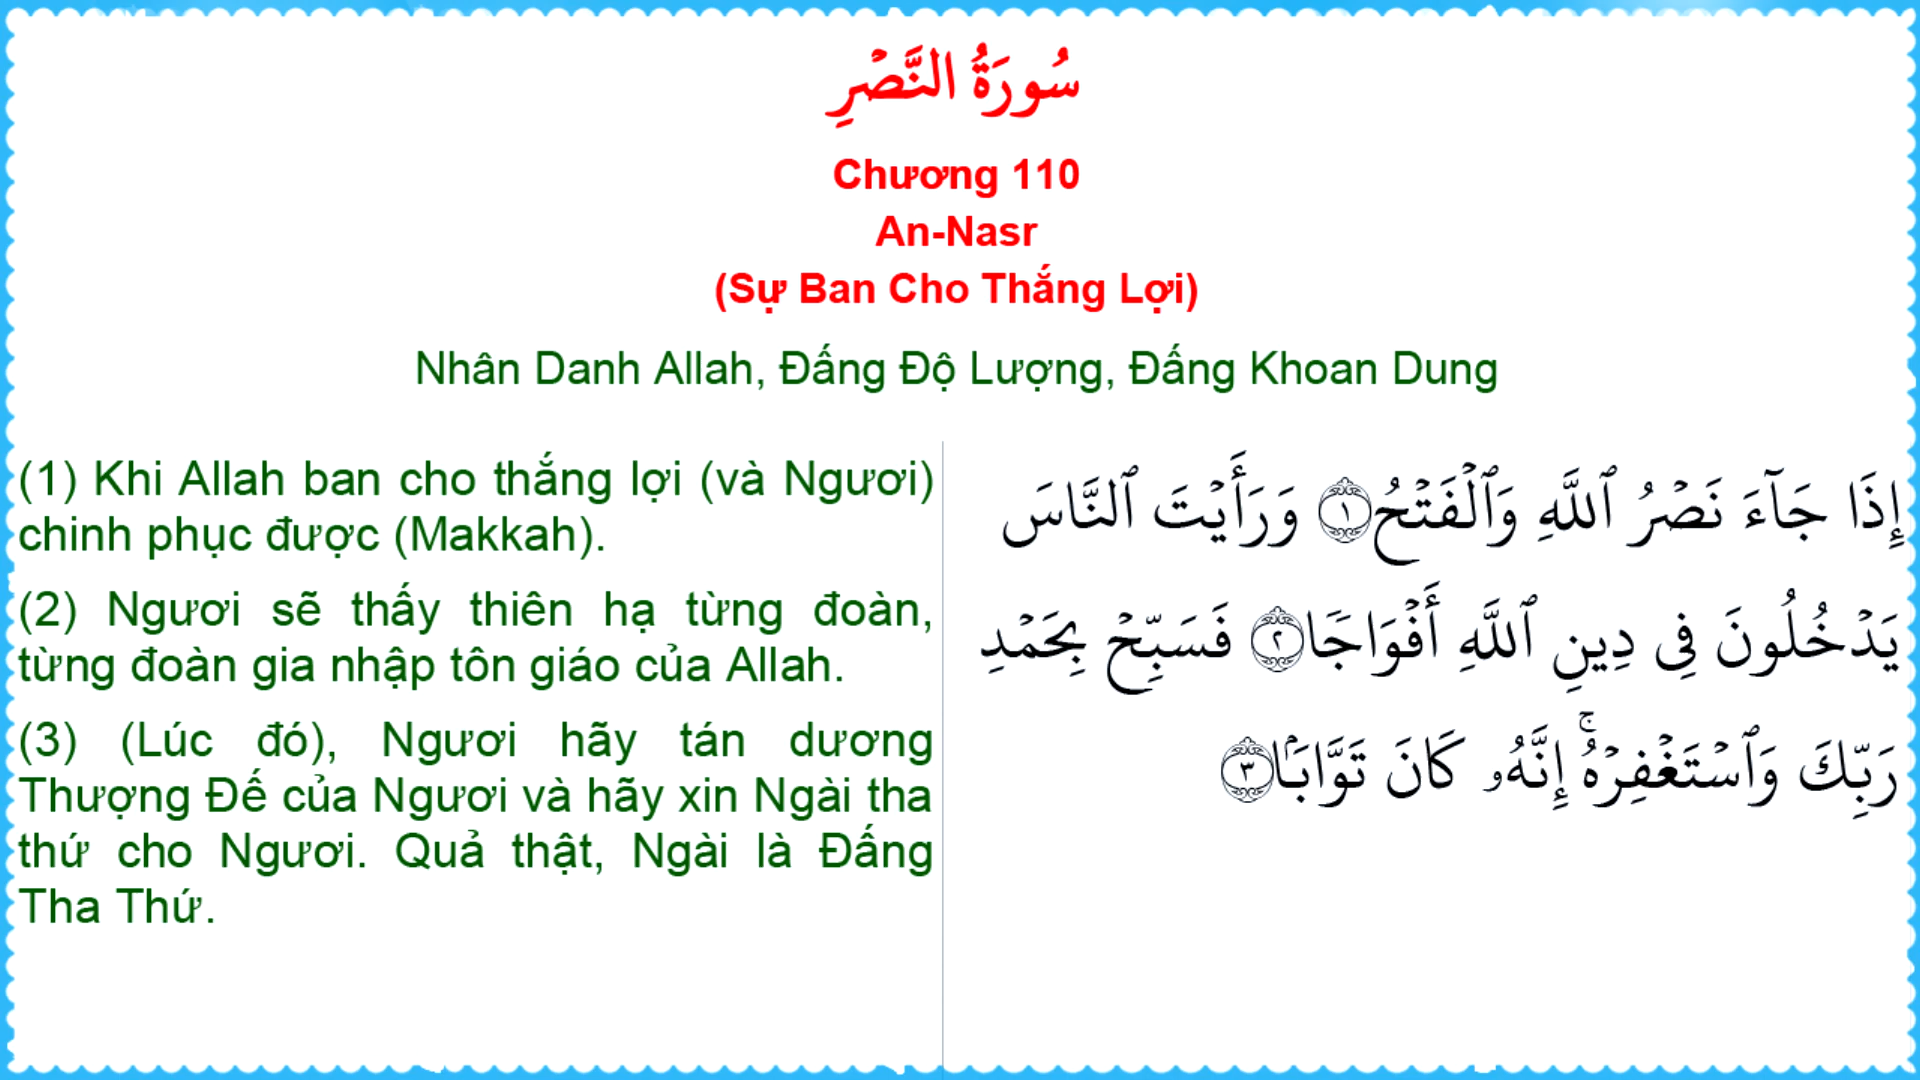 سُورَةُ النَّصْرِ
Chương 110
An-Nasr
(Sự Ban Cho Thắng Lợi)
Nhân Danh Allah, Đấng Độ Lượng, Đấng Khoan Dung
(1) Khi Allah ban cho thắng lợi (và Ngươi)
chinh phục được (Makkah).
(2) Ngươi sẽ thấy thiên hạ từng đoàn,
từng đoàn gia nhập tôn giáo của Allah.
(3) (Lúc đó), Ngươi hãy tán dương
Thượng Đế của Ngươi và hãy xin Ngài tha
thứ cho Ngươi. Quả thật, Ngài là Đấng
Tha Thứ.
إِذَا جَآءَ نَصۡرُ ٱللَّهِ وَٱلۡفَتۡحُ ١ وَرَأَيۡتَ ٱلنَّاسَ
يَدۡخُلُونَ فِي دِينِ ٱللَّهِ أَفۡوَاجٗا ٢ فَسَبِّحۡ بِحَمۡدِ
رَبِّكَ وَٱسۡتَغۡفِرۡهُۚ إِنَّهُۥ كَانَ تَوَّابَۢا ٣